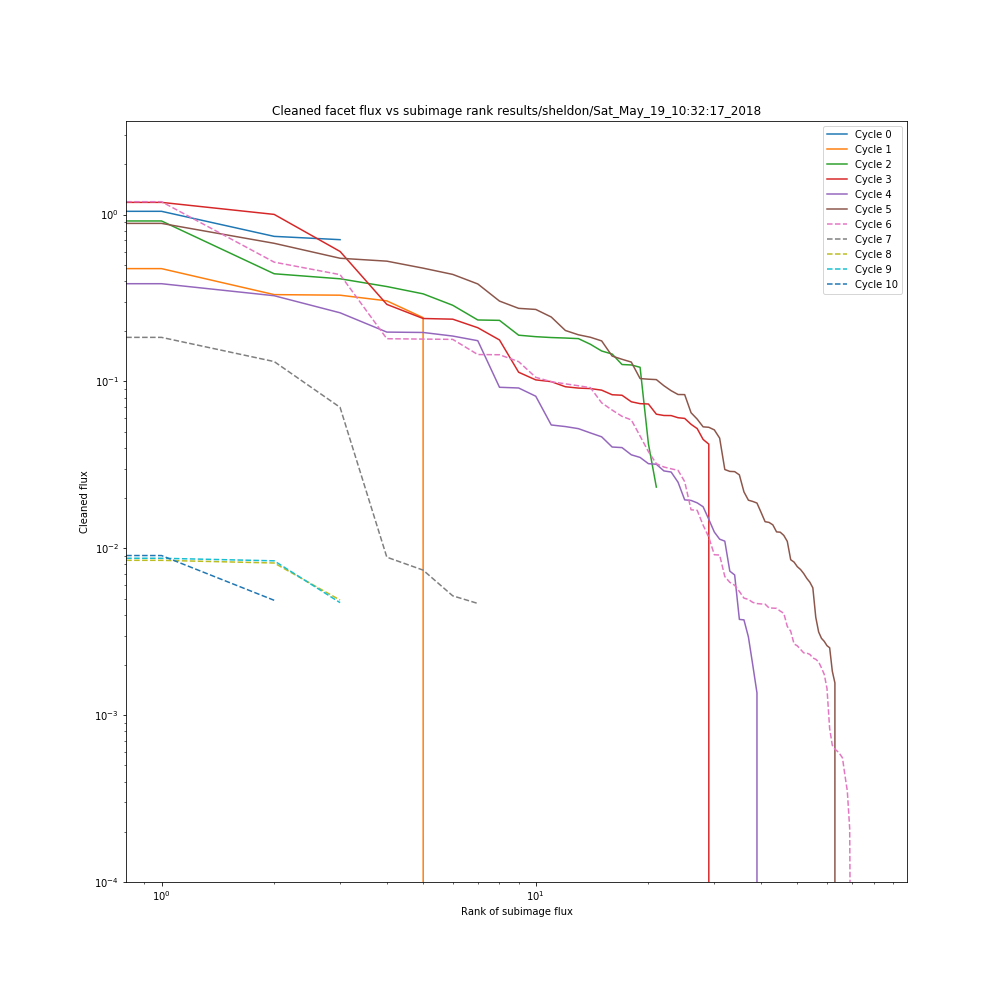 Cleaned facet flux vs subimage rank results/sheldon/Sat_May_19_10:32:17_2018
Cycle 0
Cycle 1
Cycle 2
Cycle 3
Cycle 4
Cycle 5
Cycle 6
Cycle 7
Cycle 8
Cycle 9
Cycle 10
Cleaned flux
10⁰
10⁻¹
10⁻²
10⁻³
10⁻⁴
10⁰ 10¹
Rank of subimage flux